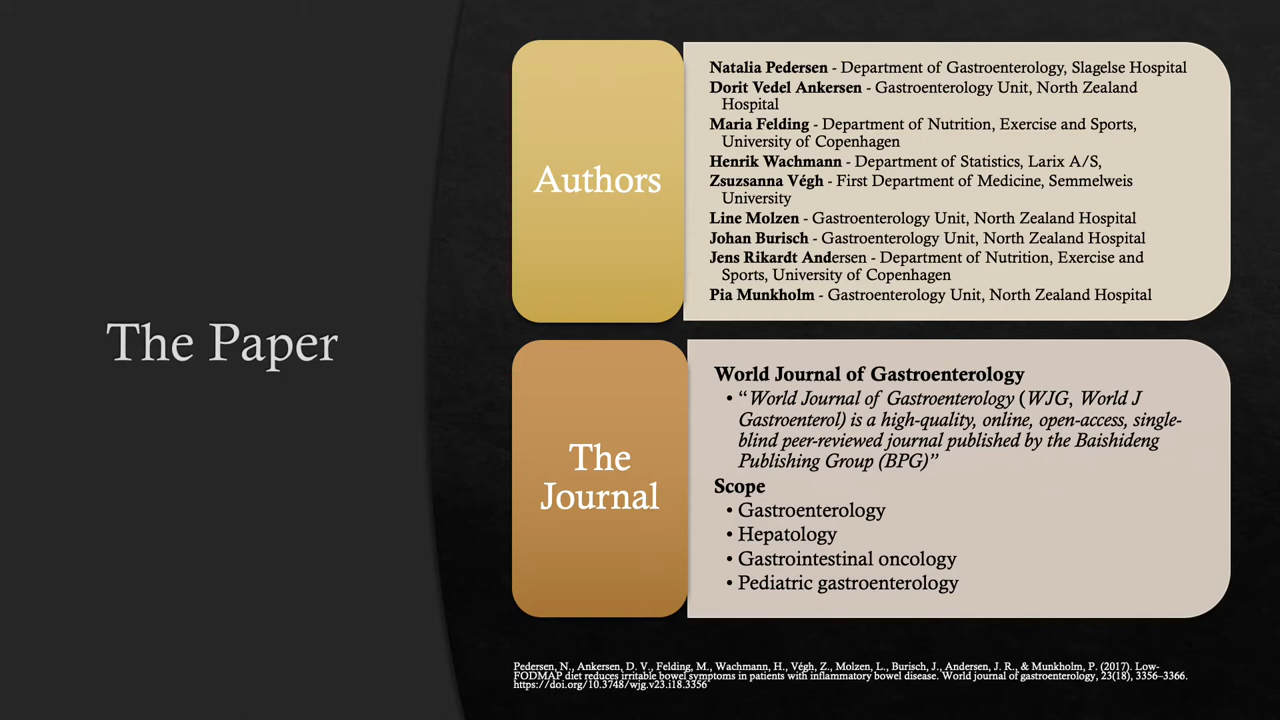 The Paper
Authors
Natalia Pedersen - Department of Gastroenterology, Slagelse Hospital
Dorit Vedel Ankersen - Gastroenterology Unit, North Zealand
Hospital
Maria Felding - Department of Nutrition, Exercise and Sports,
University of Copenhagen
Henrik Wachmann - Department of Statistics, Larix A/S,
Zsuzsanna Végh - First Department of Medicine, Semmelweis
University
Line Molzen - Gastroenterology Unit, North Zealand Hospital
Johan Burisch - Gastroenterology Unit, North Zealand Hospital
Jens Rikardt Andersen - Department of Nutrition, Exercise and
Sports, University of Copenhagen
Pia Munkholm - Gastroenterology Unit, North Zealand Hospital
The
Journal
World Journal of Gastroenterology
• “World Journal of Gastroenterology (WJG, World J
Gastroenterol) is a high-quality, online, open-access, single-
blind peer-reviewed journal published by the Baishideng
Publishing Group (BPG)”
Scope
• Gastroenterology
• Hepatology
• Gastrointestinal oncology
• Pediatric gastroenterology
Pedersen, N., Ankersen, D. V., Felding, M., Wachmann, H., Végh, Z., Molzen, L., Burisch, J., Andersen, J. R., & Munkholm, P. (2017). Low-
FODMAP diet reduces irritable bowel symptoms in patients with inflammatory bowel disease. World journal of gastroenterology, 23(18), 3356–3366.
https://doi.org/10.3748/wjg.v23.i18.3356